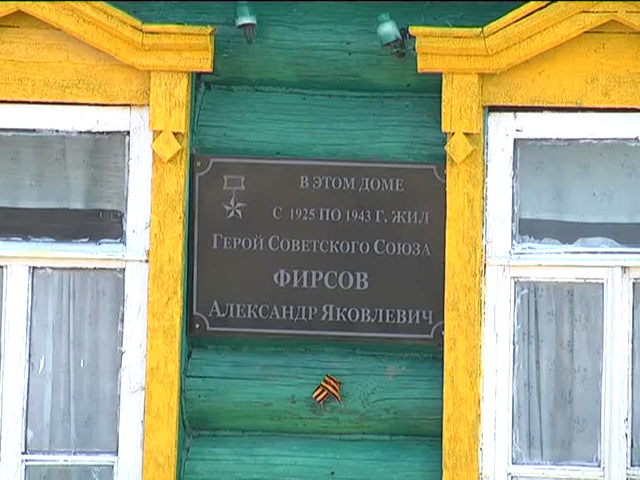 В ЭТОМ ДОМЕ
С 1925 ПО 1943 Г. ЖИЛ
ГЕРОЙ СОВЕТСКОГО СОЮЗА
ФИРСОВ
АЛЕКСАНДР ЯКОВЛЕВИЧ